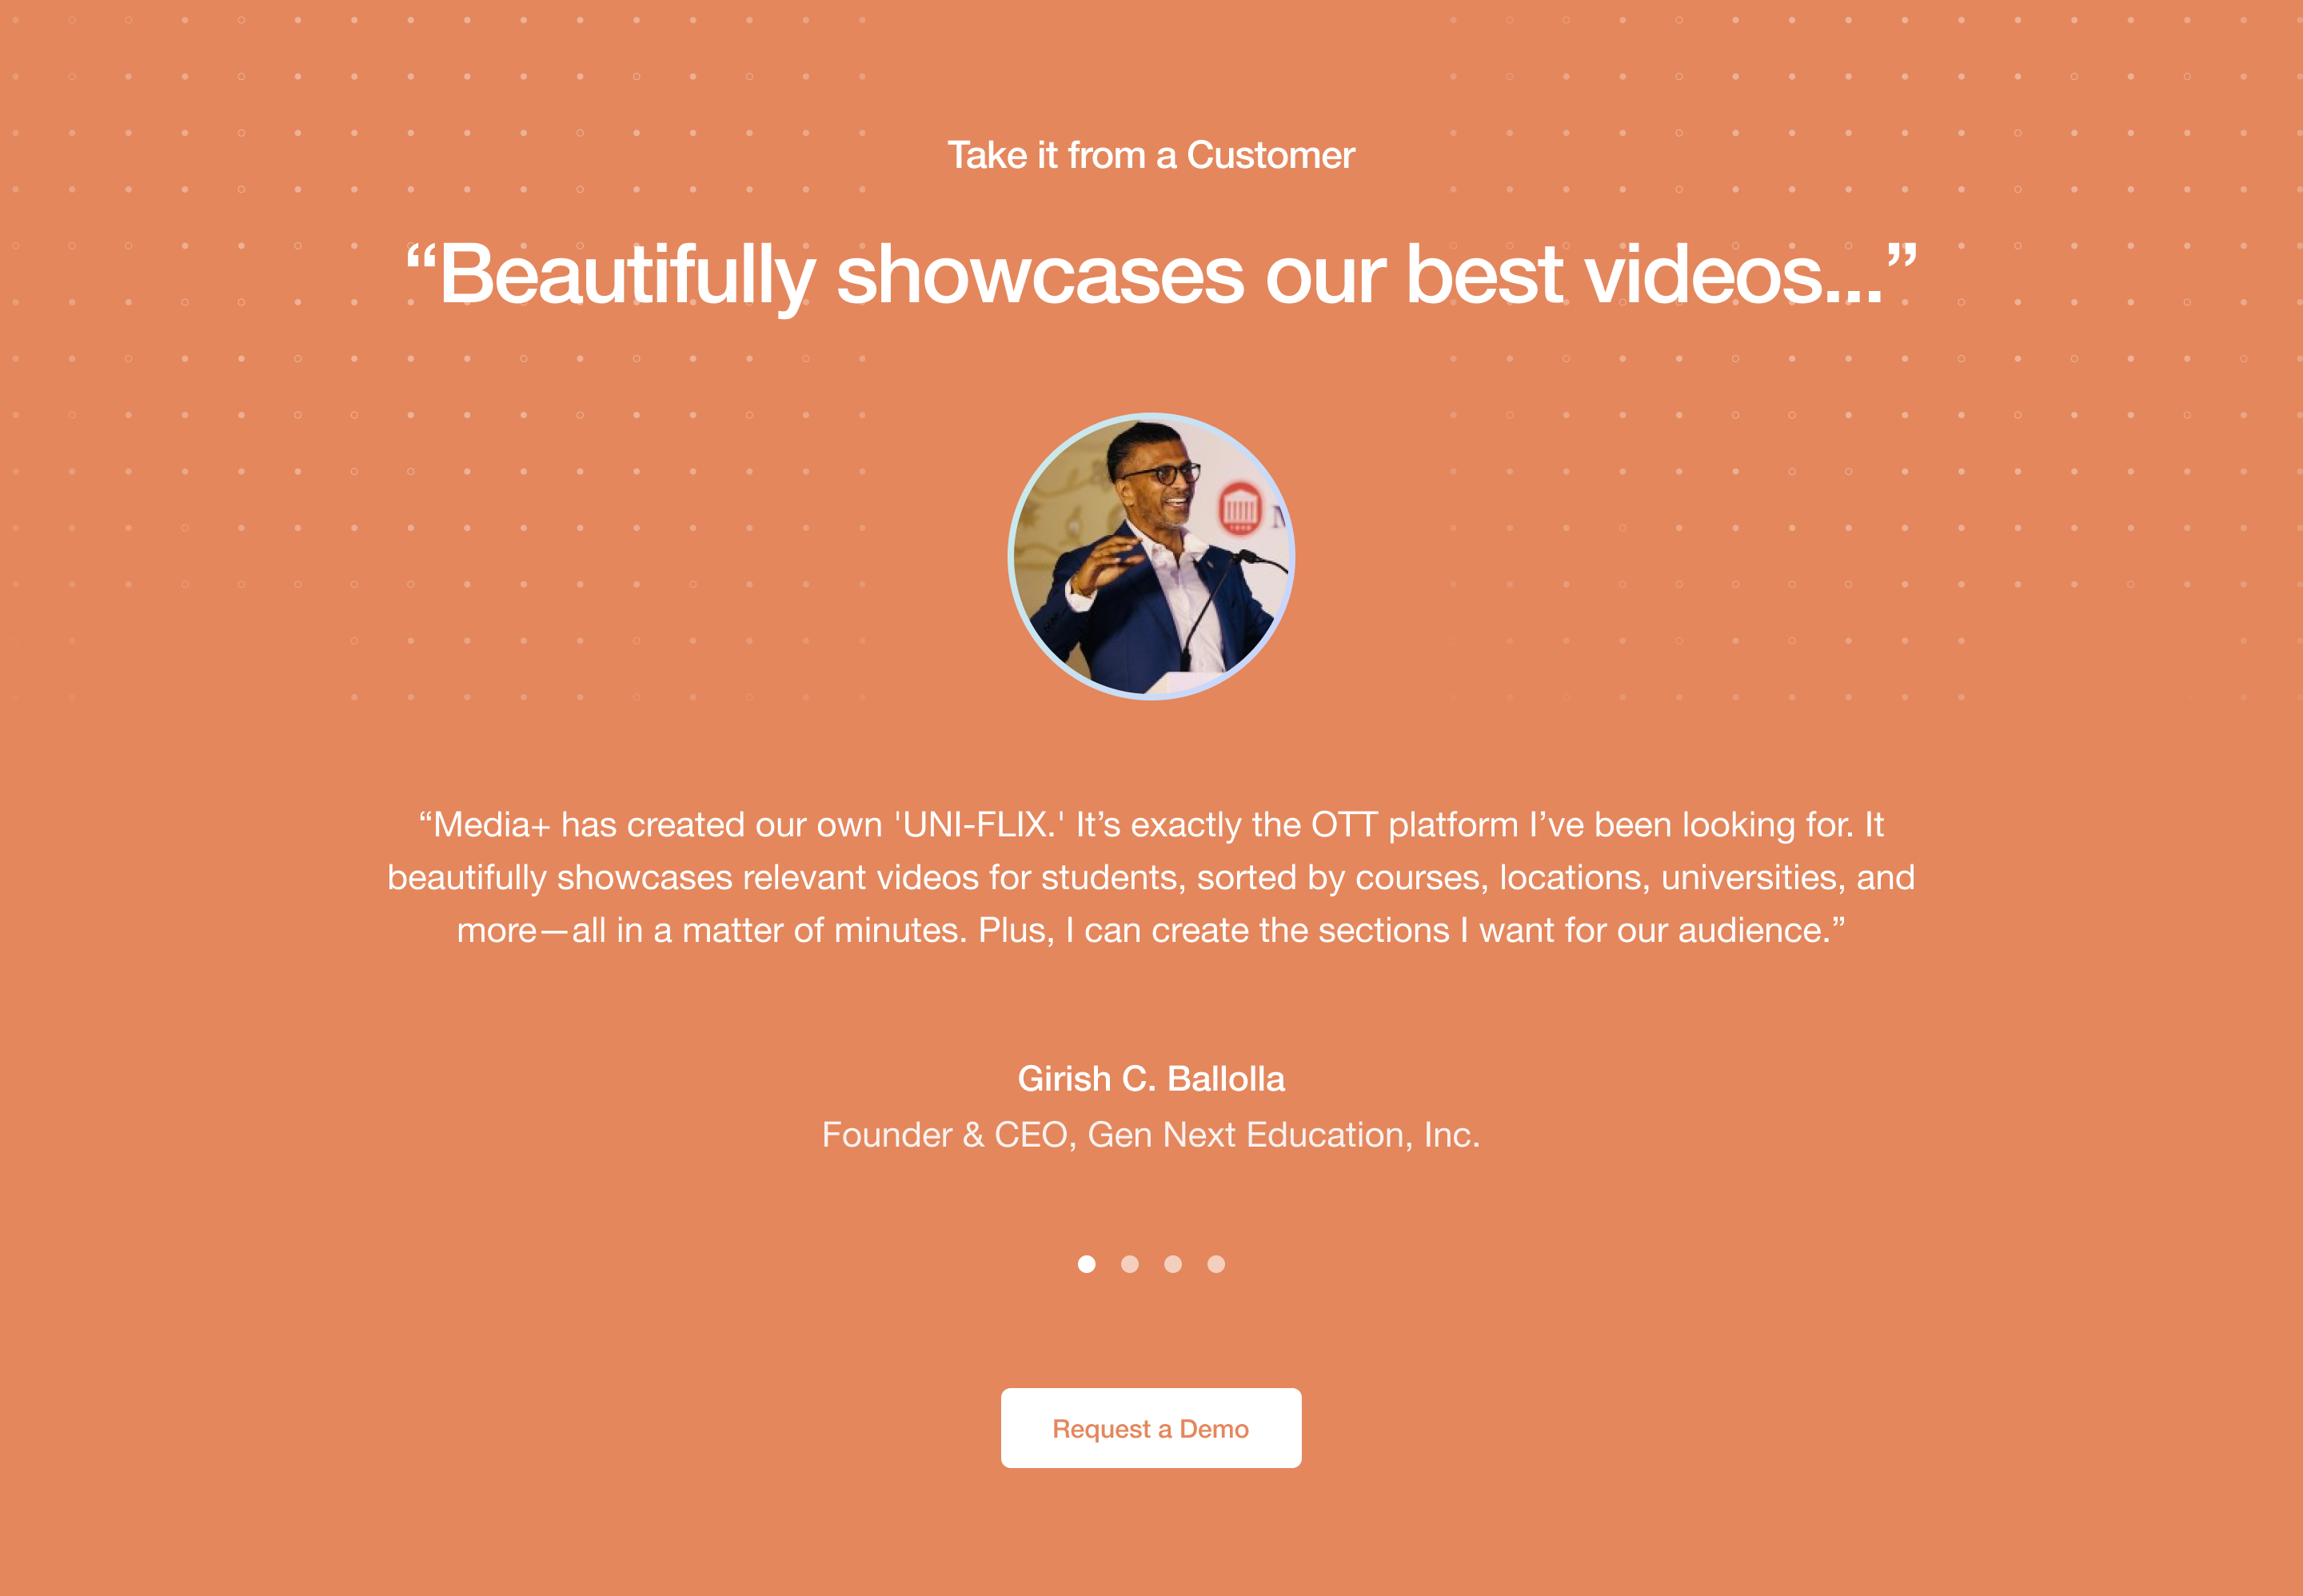 Take it from a Customer
“Beautifully showcases our best videos...”
“Media+ has created our own 'UNI-FLIX.' It’s exactly the OTT platform I’ve been looking for. It
beautifully showcases relevant videos for students, sorted by courses, locations, universities, and
more—all in a matter of minutes. Plus, I can create the sections I want for our audience.”
Girish C. Ballolla
Founder & CEO, Gen Next Education, Inc.
Request a Demo